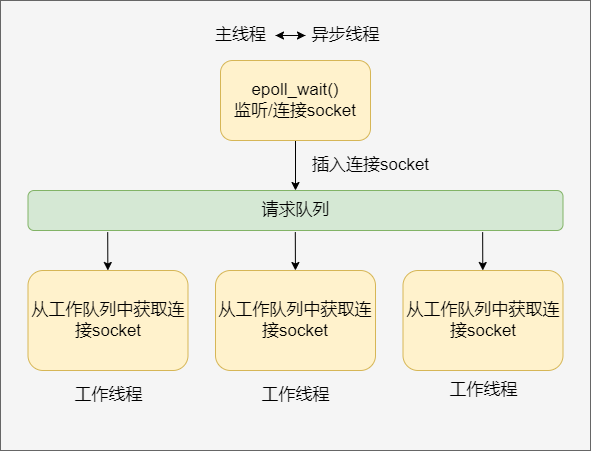 主线程 异步线程
epoll_wait()
监听/连接socket
插入连接socket
请求队列
从工作队列中获取连
接socket
从工作队列中获取连
接socket
从工作队列中获取连
接socket
工作线程
工作线程
工作线程